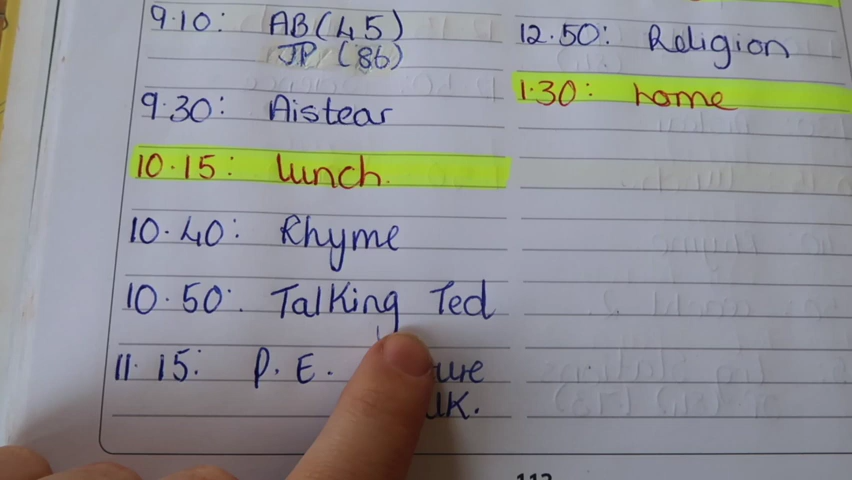 9.10: AB (45)
JP (86)
9.30: Aistear
10.15: lunch.
10.40: Rhyme
10.50: Talking Ted
11.15: P.E.
12.50: Religion
1.30: home